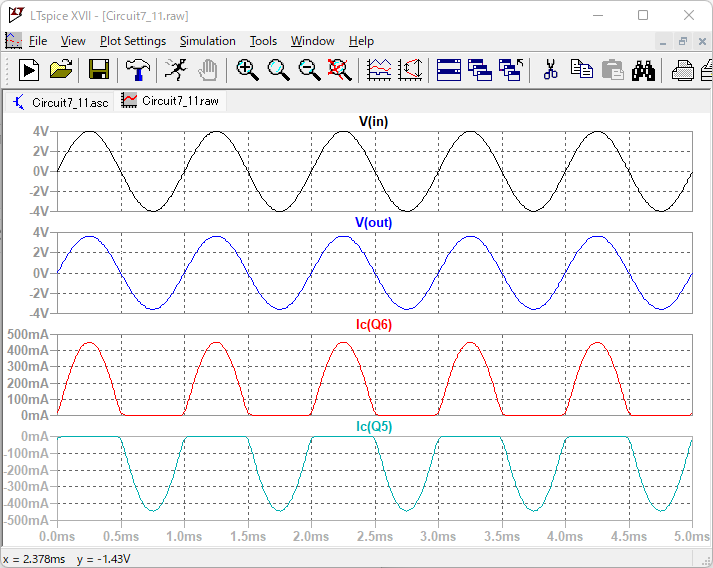 LTspice XVII - [Circuit7_11.raw]
File View Plot Settings Simulation Tools Window Help
Circuit7_11.asc Circuit7_11.raw
V(in)
4V
2V
0V
-2V
-4V
V(out)
4V
2V
0V
-2V
-4V
Ic(Q6)
500mA
400mA
300mA
200mA
100mA
0mA
Ic(Q5)
0mA
-100mA
-200mA
-300mA
-400mA
-500mA
0.0ms 0.5ms 1.0ms 1.5ms 2.0ms 2.5ms 3.0ms 3.5ms 4.0ms 4.5ms 5.0ms
x = 2.378ms y = -1.43V